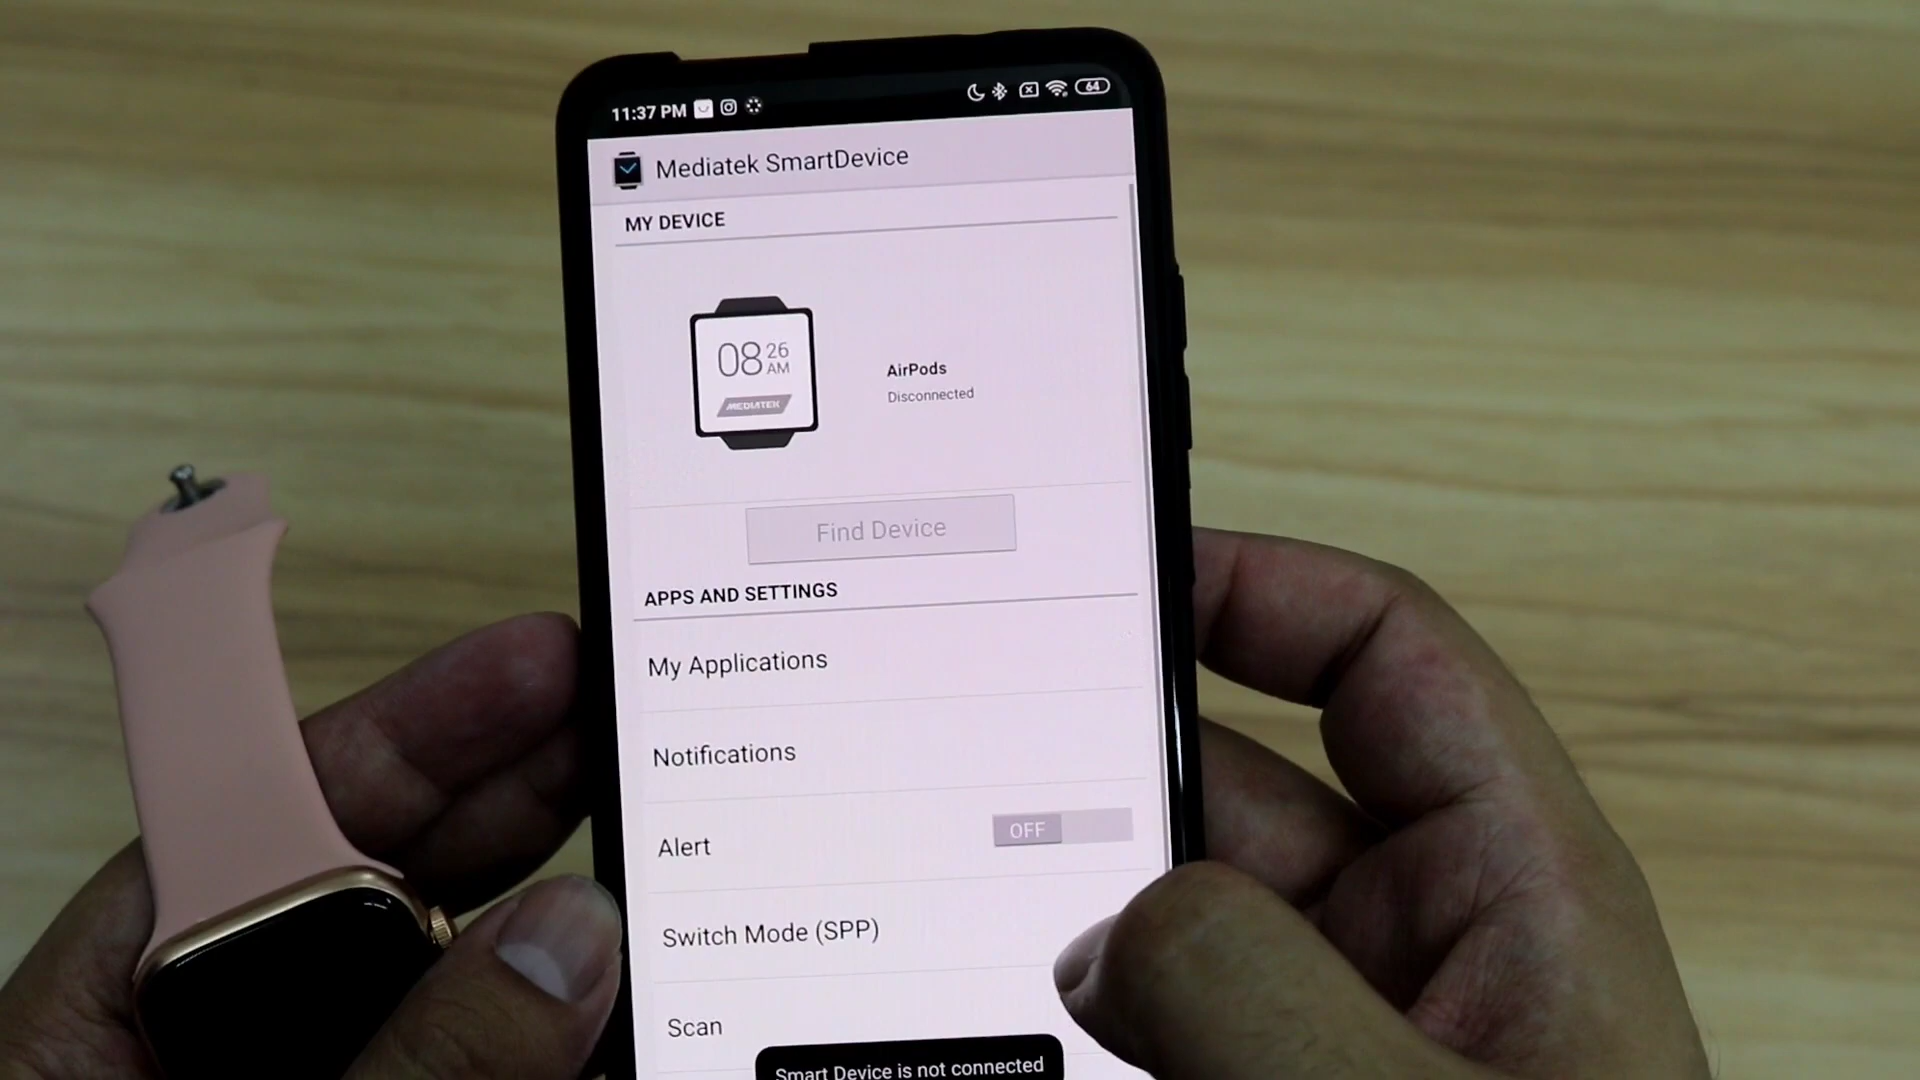 11:37 PM
64
Mediatek SmartDevice
MY DEVICE
08 26 AM
MEDIATEK
AirPods
Disconnected
Find Device
APPS AND SETTINGS
My Applications
Notifications
Alert
OFF
Switch Mode (SPP)
Scan
Smart Device is not connected